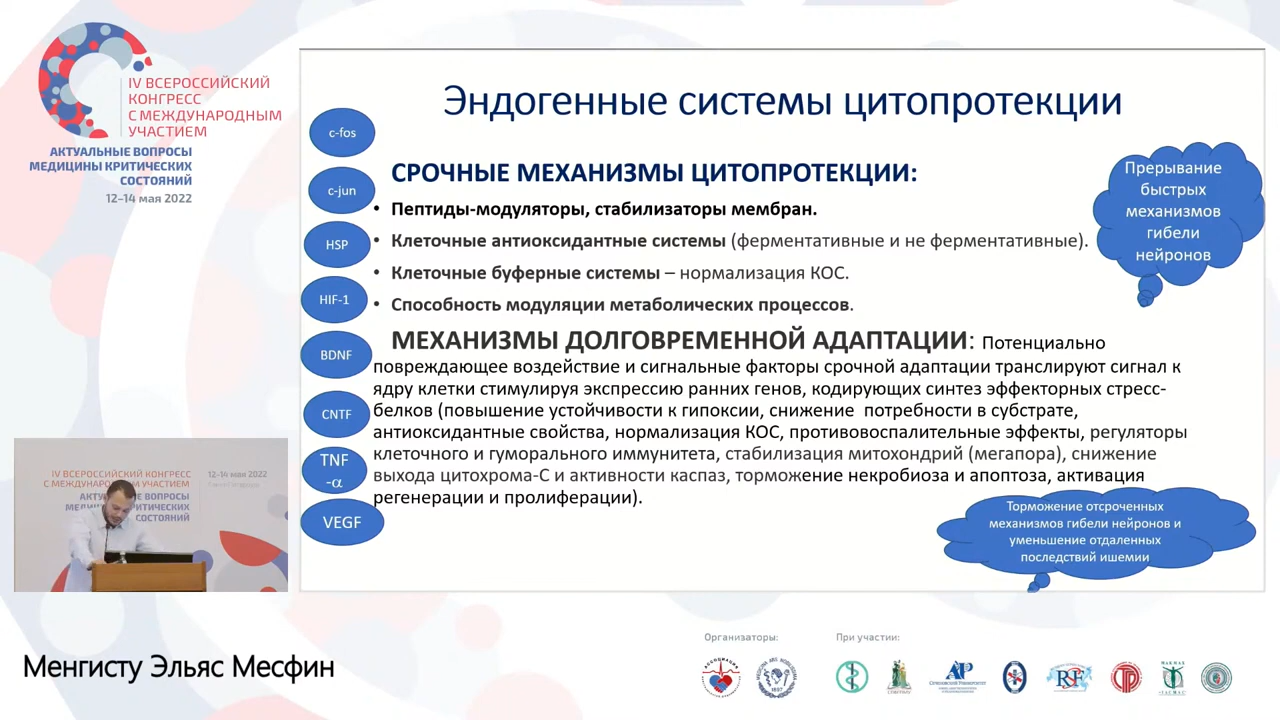 IV ВСЕРОССИЙСКИЙ
КОНГРЕСС
С МЕЖДУНАРОДНЫМ
УЧАСТИЕМ
АКТУАЛЬНЫЕ ВОПРОСЫ
МЕДИЦИНЫ КРИТИЧЕСКИХ
СОСТОЯНИЙ
12–14 мая 2022
Эндогенные системы цитопротекции
c-fos
c-jun
HSP
HIF-1
BDNF
CNTF
TNF
-α
VEGF
СРОЧНЫЕ МЕХАНИЗМЫ ЦИТОПРОТЕКЦИИ:
• Пептиды-модуляторы, стабилизаторы мембран.
• Клеточные антиоксидантные системы (ферментативные и не ферментативные).
• Клеточные буферные системы – нормализация КОС.
• Способность модуляции метаболических процессов.
МЕХАНИЗМЫ ДОЛГОВРЕМЕННОЙ АДАПТАЦИИ: Потенциально
повреждающее воздействие и сигнальные факторы срочной адаптации транслируют сигнал к
ядру клетки стимулируя экспрессию ранних генов, кодирующих синтез эффекторных стресс-
белков (повышение устойчивости к гипоксии, снижение потребности в субстрате,
антиоксидантные свойства, нормализация КОС, противовоспалительные эффекты, регуляторы
клеточного и гуморального иммунитета, стабилизация митохондрий (мегапора), снижение
выхода цитохрома-С и активности каспаз, торможение некробиоза и апоптоза, активация
регенерации и пролиферации).
Прерывание
быстрых
механизмов
гибели
нейронов
Торможение отсроченных
механизмов гибели нейронов и
уменьшение отдаленных
последствий ишемии
IV ВСЕРОССИЙСКИЙ КОНГРЕСС
С МЕЖДУНАРОДНЫМ УЧАСТИЕМ
12–14 мая 2022
СОСТОЯНИЙ
Менгисту Эльяс Месфин
Организаторы:
При участии: